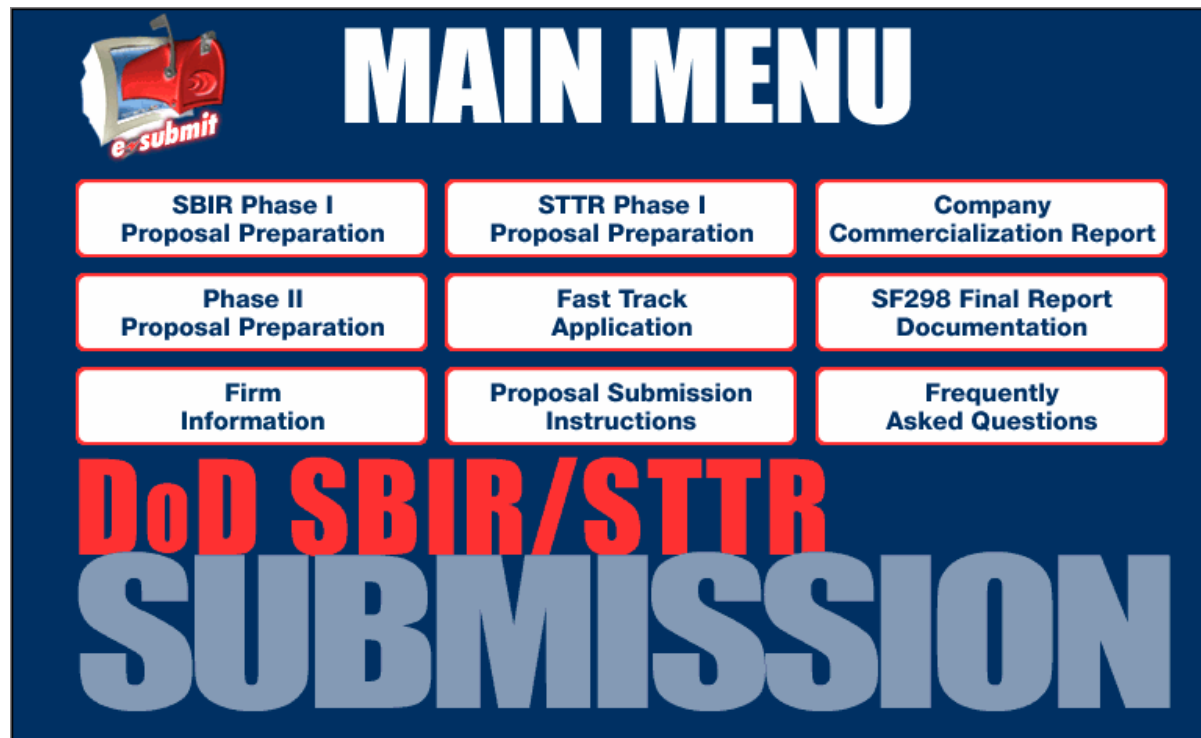 MAIN MENU
e-submit
SBIR Phase I
Proposal Preparation
STTR Phase I
Proposal Preparation
Company
Commercialization Report
Phase II
Proposal Preparation
Fast Track
Application
SF298 Final Report
Documentation
Firm
Information
Proposal Submission
Instructions
Frequently
Asked Questions
DoD SBIR/STTR
SUBMISSION